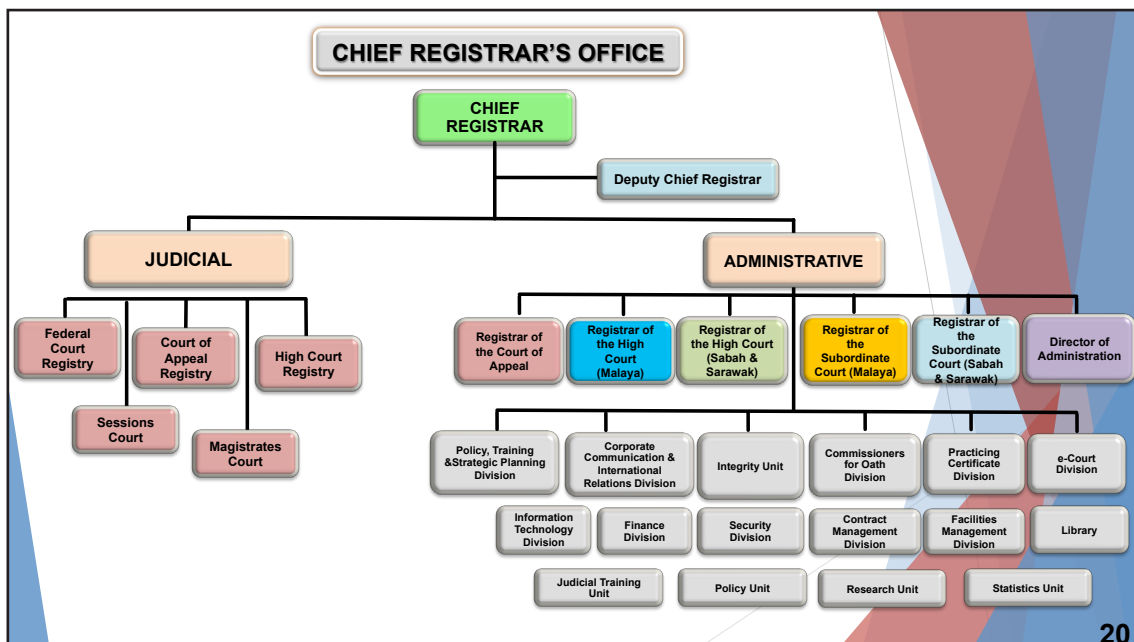 CHIEF REGISTRAR'S OFFICE
CHIEF
REGISTRAR
Deputy Chief Registrar
JUDICIAL
ADMINISTRATIVE
Federal
Court
Registry
Court of
Appeal
Registry
High Court
Registry
Sessions
Court
Magistrates
Court
Registrar of
the Court of
Appeal
Registrar of
the High
Court
(Malaya)
Registrar of
the High Court
(Sabah &
Sarawak)
Registrar of
the
Subordinate
Court (Malaya)
Registrar of
the
Subordinate
Court (Sabah
& Sarawak)
Director of
Administration
Policy, Training
&Strategic Planning
Division
Corporate
Communication &
International
Relations Division
Integrity Unit
Commissioners
for Oath
Division
Practicing
Certificate
Division
e-Court
Division
Information
Technology
Division
Finance
Division
Security
Division
Contract
Management
Division
Facilities
Management
Division
Library
Judicial Training
Unit
Policy Unit
Research Unit
Statistics Unit
20